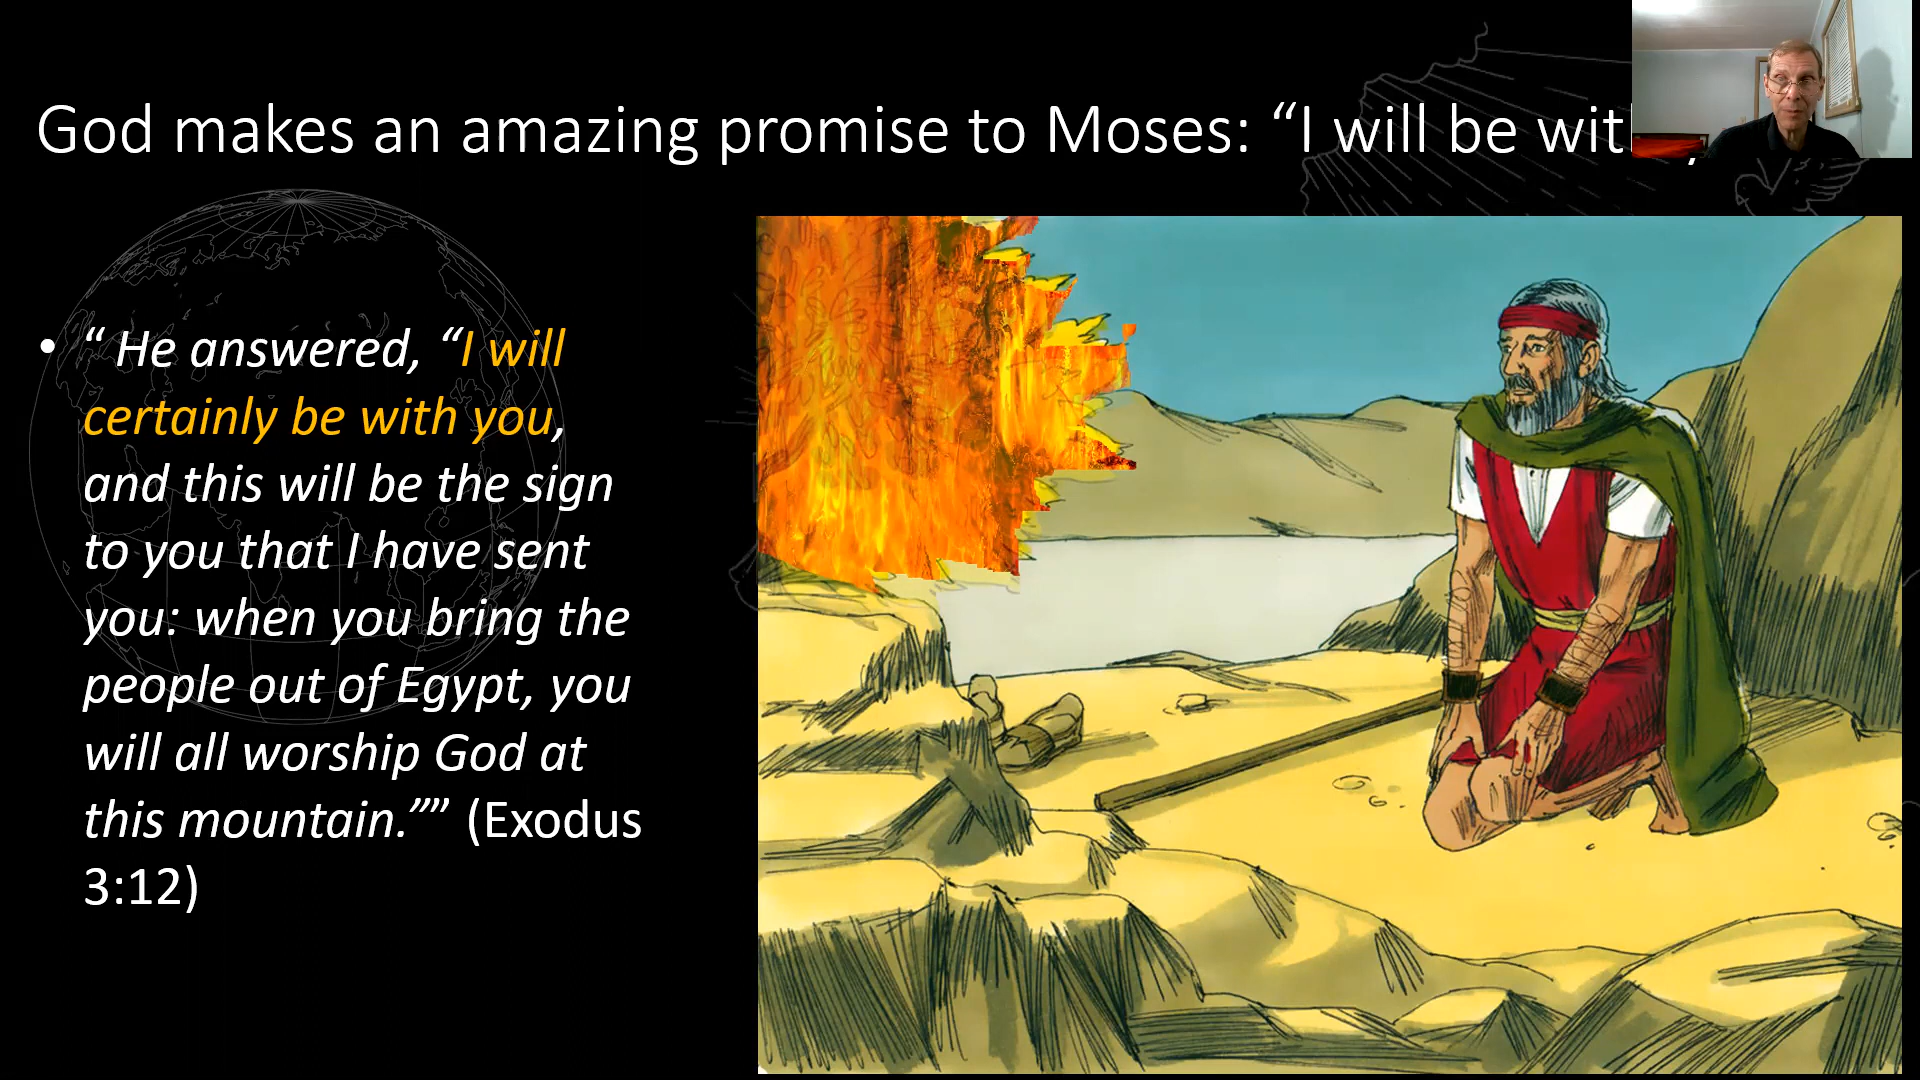 God makes an amazing promise to Moses: “I will be
• “ He answered, “I will
certainly be with you,
and this will be the sign
to you that I have sent
you: when you bring the
people out of Egypt, you
will all worship God at
this mountain.”” (Exodus
3:12)